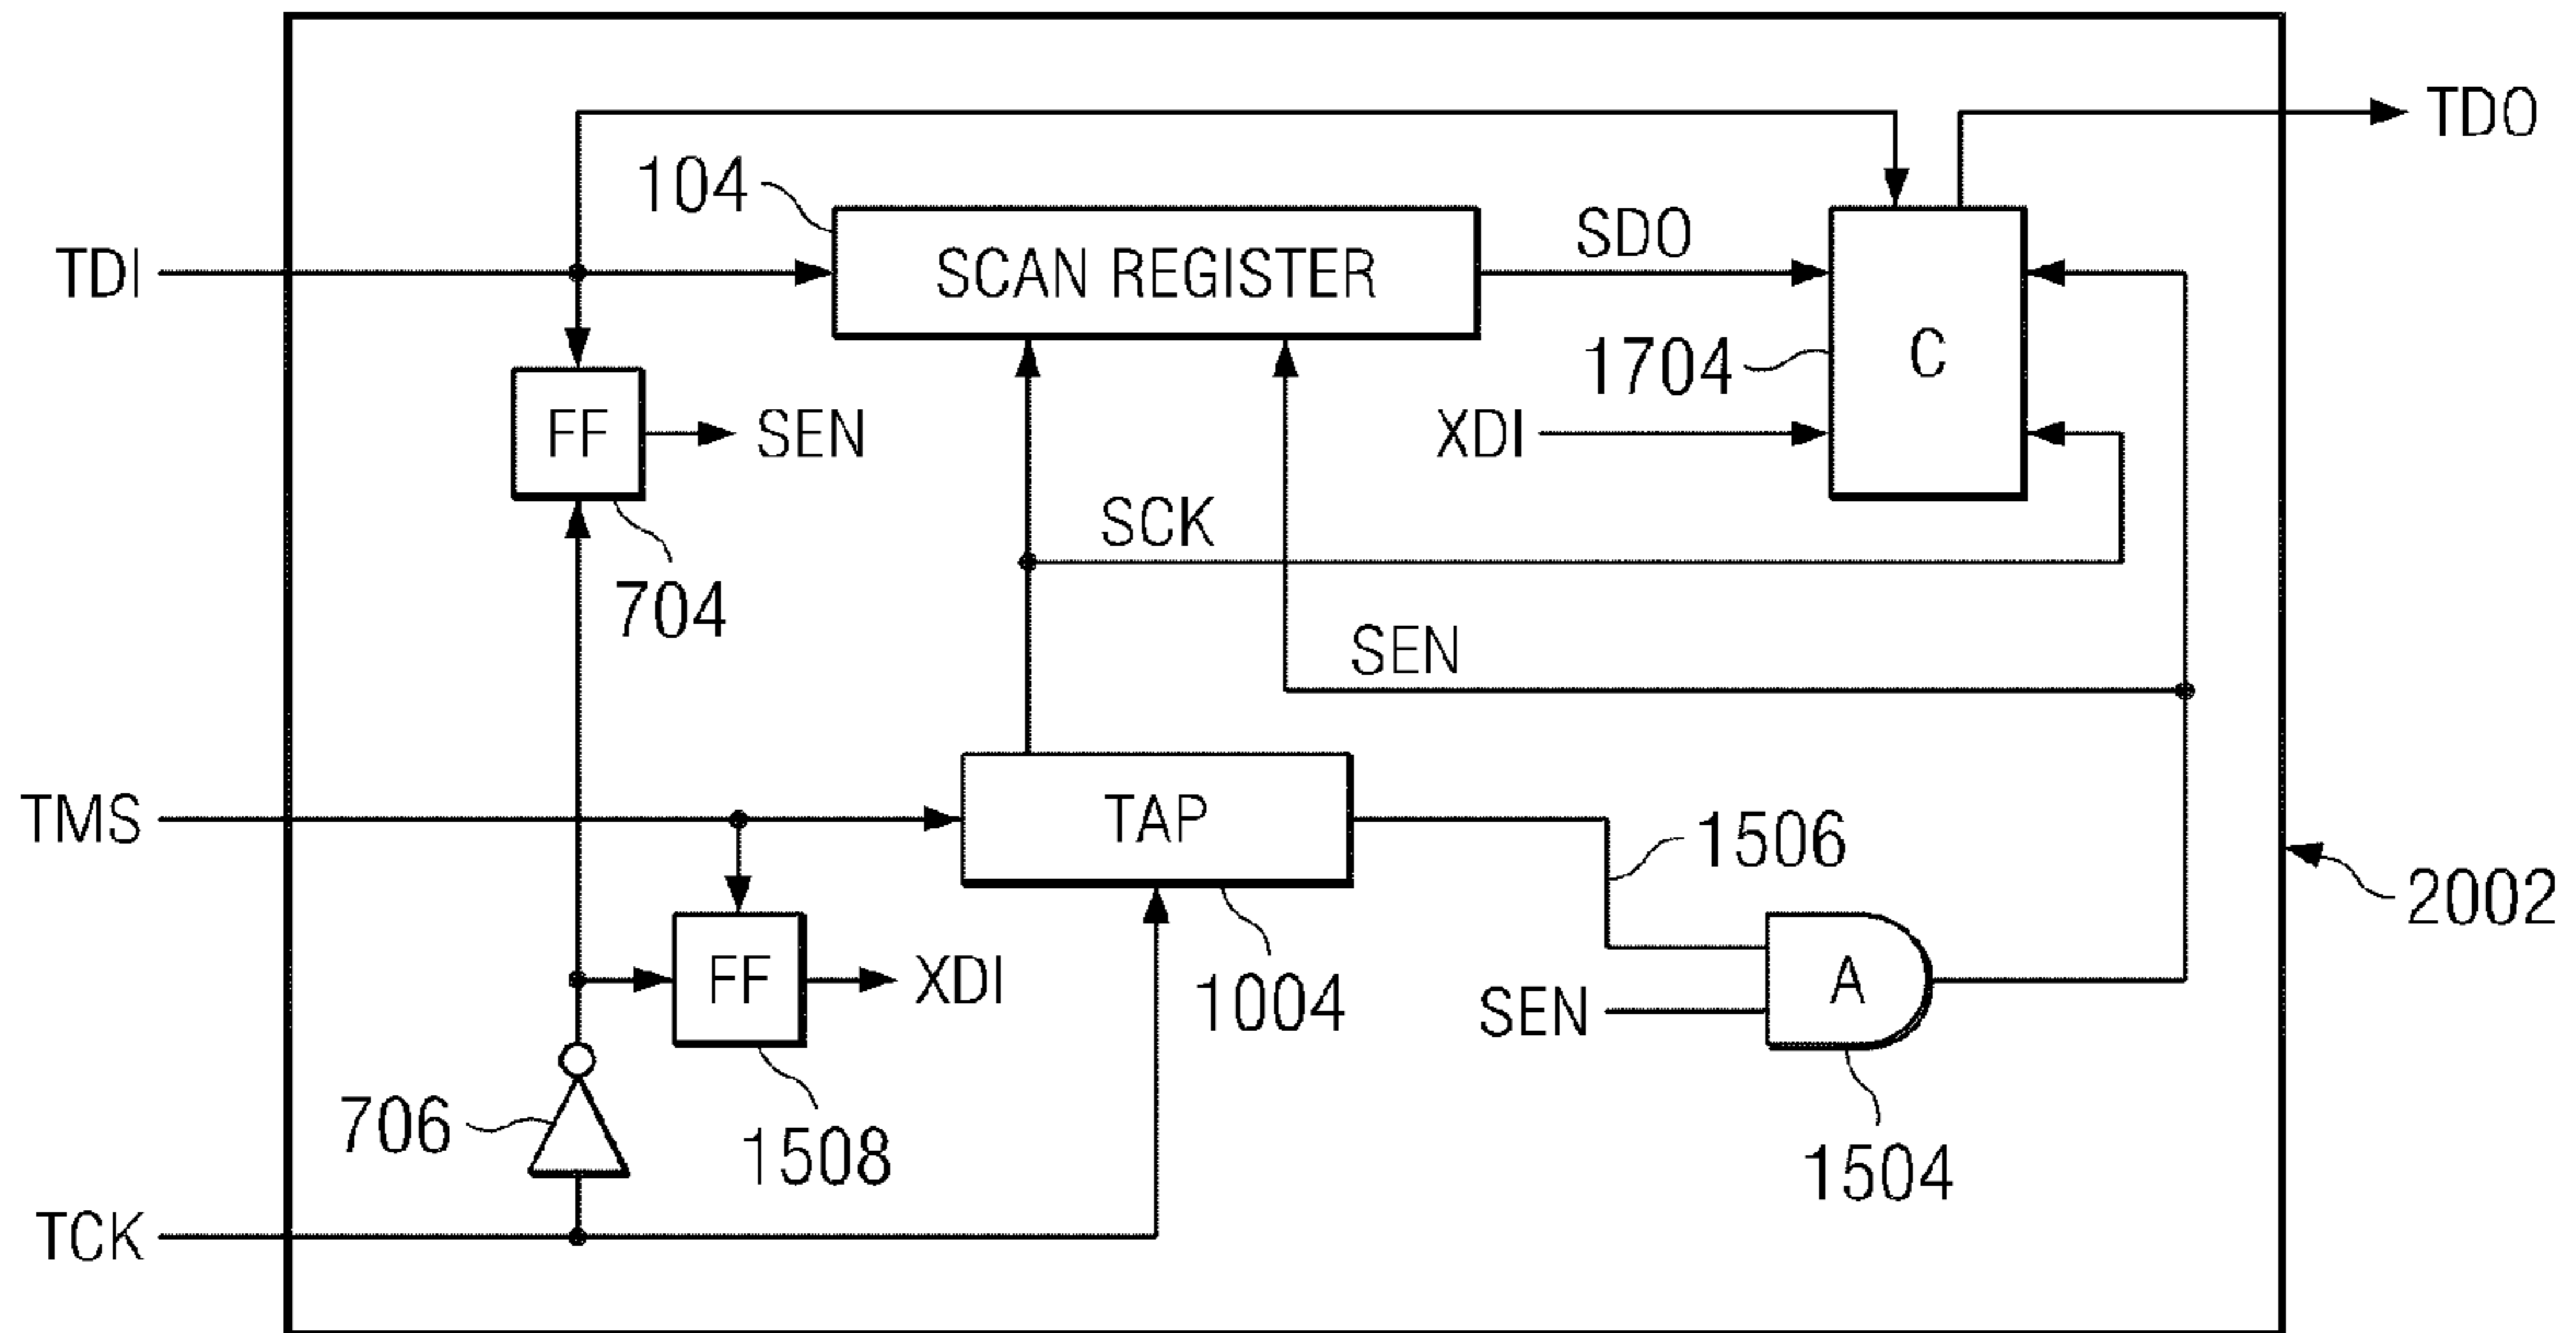 TDO
104
SDO
TDI
SCAN REGISTER
1704
C
FF
SEN
XDI
SCK
704
SEN
TMS
TAP
1506
2002
FF
XDI
1004
SEN
A
706
1508
1504
TCK